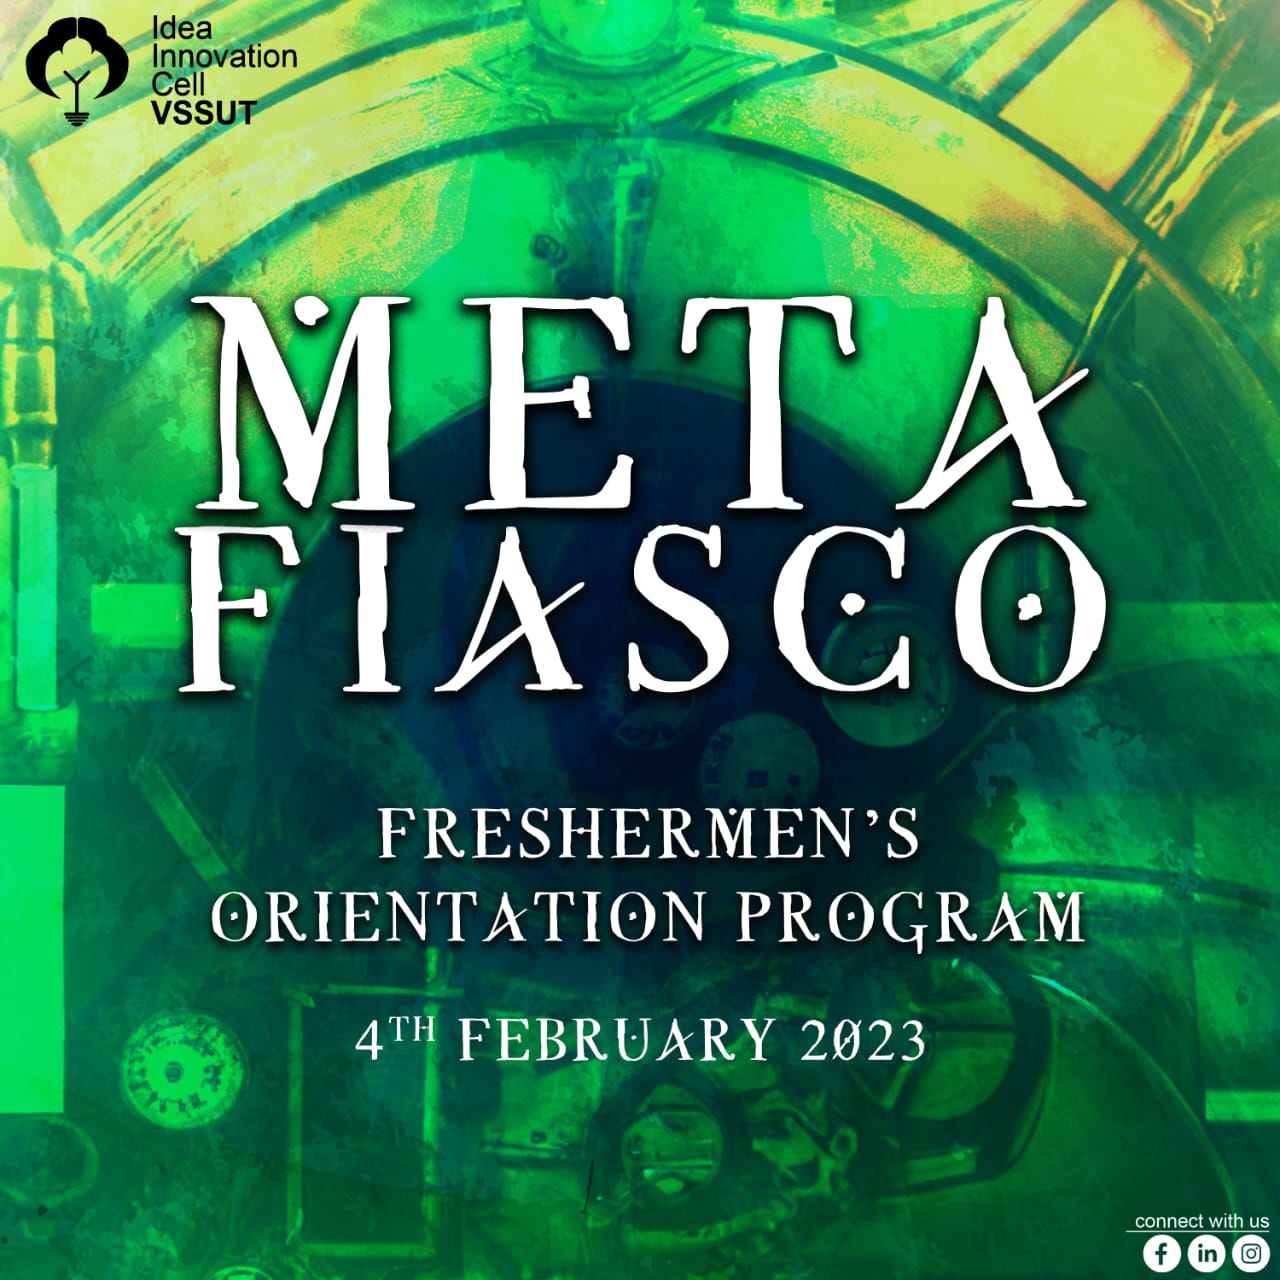 Idea
Innovation
Cell
VSSUT
META
FIASCO
FRESHERMEN'S
ORIENTATION PROGRAM
4TH FEBRUARY 2023
connect with us